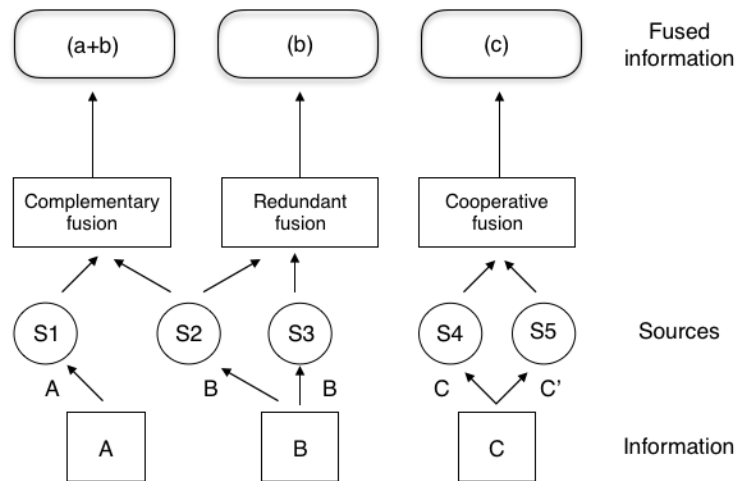 (a+b)
(b)
(c)
Fused
information
Complementary
fusion
Redundant
fusion
Cooperative
fusion
S1
S2
S3
S4
S5
Sources
A
B
B
C
C’
A
B
C
Information